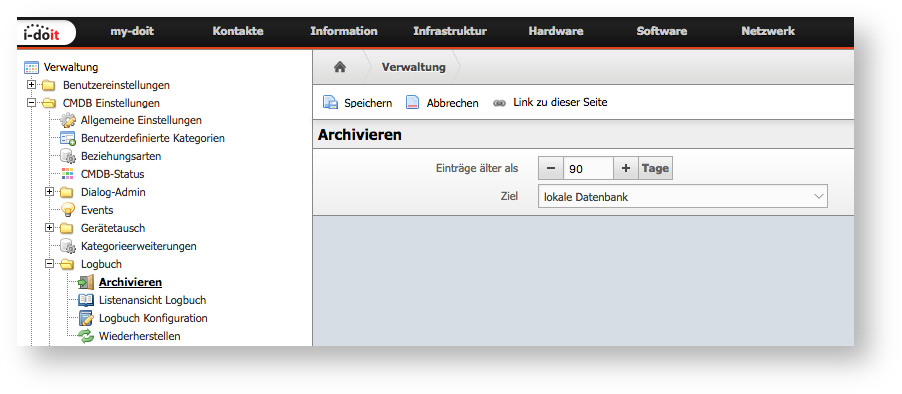 i-doit my-doit Kontakte Information Infrastruktur Hardware Software Netzwerk
Verwaltung
Benutzereinstellungen
CMDB Einstellungen
Allgemeine Einstellungen
Benutzerdefinierte Kategorien
Beziehungsarten
CMDB-Status
Dialog-Admin
Events
Gerätetausch
Kategorieerweiterungen
Logbuch
Archivieren
Listenansicht Logbuch
Logbuch Konfiguration
Wiederherstellen
Verwaltung
Speichern Abbrechen Link zu dieser Seite
Archivieren
Einträge älter als − 90 + Tage
Ziel lokale Datenbank